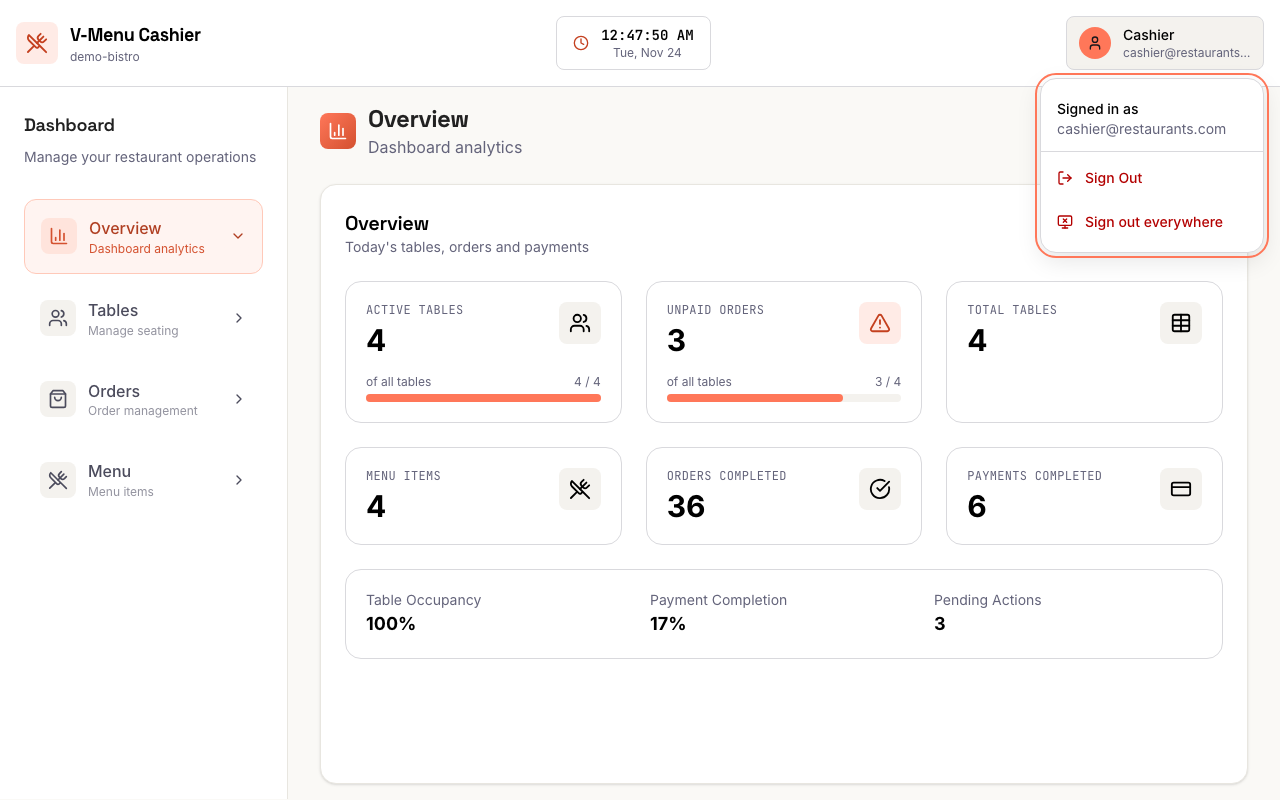 V-Menu Cashier
demo-bistro
12:47:50 AM
Tue, Nov 24
Cashier
cashier@restaurants...
Signed in as
cashier@restaurants.com
Sign Out
Sign out everywhere
Dashboard
Manage your restaurant operations
Overview
Dashboard analytics
Tables
Manage seating
Orders
Order management
Menu
Menu items
Overview
Dashboard analytics
Overview
Today's tables, orders and payments
ACTIVE TABLES
4
of all tables 4 / 4
UNPAID ORDERS
3
of all tables 3 / 4
TOTAL TABLES
4
MENU ITEMS
4
ORDERS COMPLETED
36
PAYMENTS COMPLETED
6
Table Occupancy
100%
Payment Completion
17%
Pending Actions
3